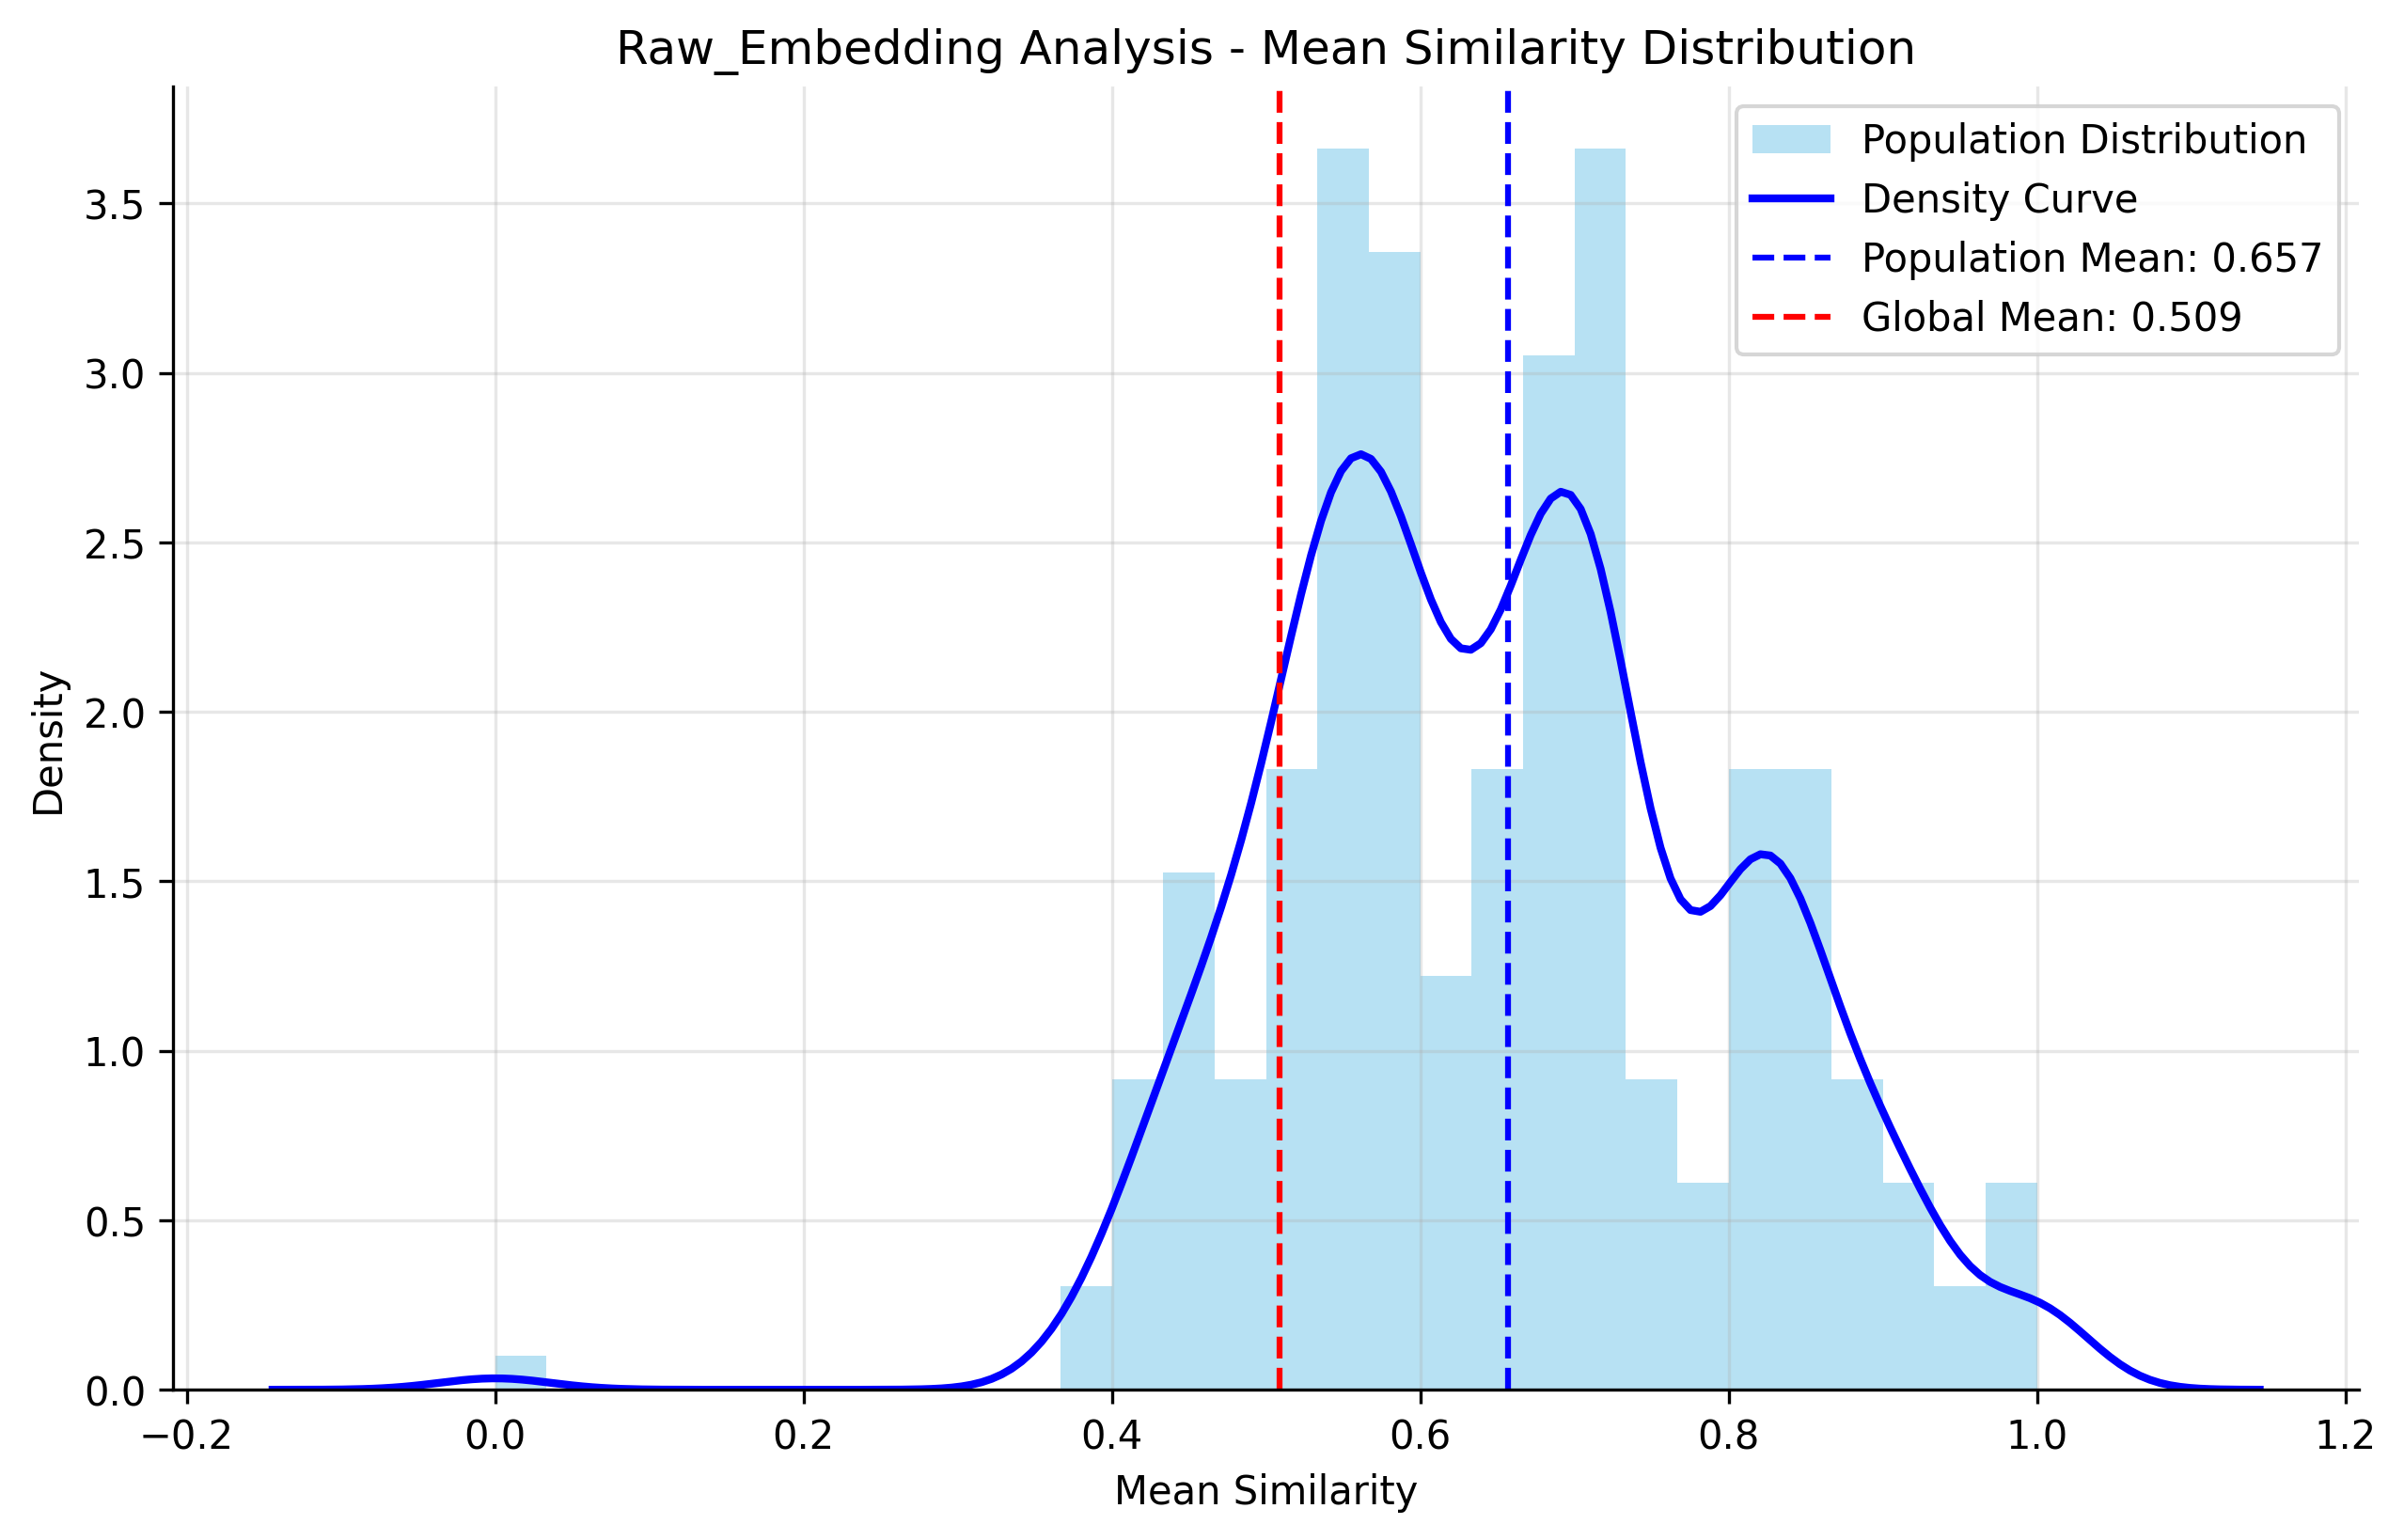 Raw_Embedding Analysis - Mean Similarity Distribution
Population Distribution
Density Curve
Population Mean: 0.657
Global Mean: 0.509
Density
3.5
3.0
2.5
2.0
1.5
1.0
0.5
0.0
−0.2 0.0 0.2 0.4 0.6 0.8 1.0 1.2
Mean Similarity